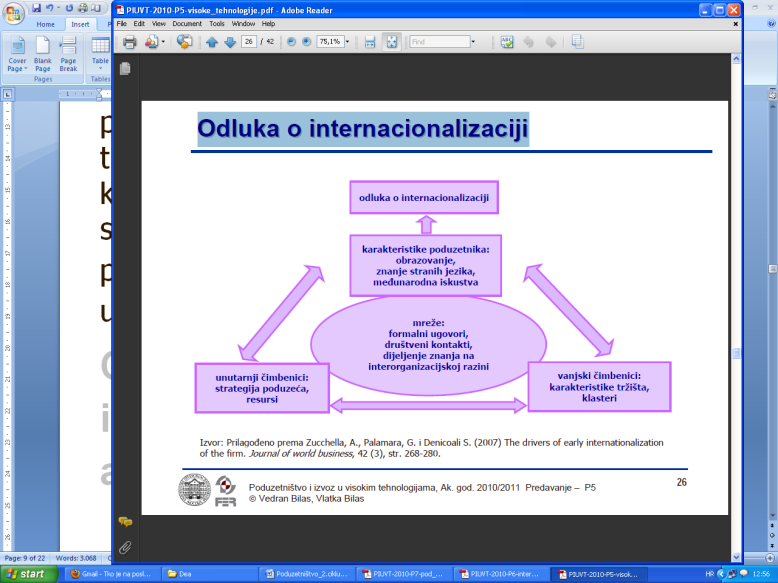 PIUVT-2010-P5-visoke_tehnologije.pdf - Adobe Reader
Home
Insert
File Edit View Document Tools Window Help
26 / 42
75,1%
Find
Cover Page
Blank Page
Page Break
Table
Pages
Tables
Odluka o internacionalizaciji
odluka o internacionalizaciji
karakteristike poduzetnika:
obrazovanje,
znanje stranih jezika,
međunarodna iskustva
mreže:
formalni ugovori,
društveni kontakti,
dijeljenje znanja na
interorganizacijskoj razini
unutarnji čimbenici:
strategija poduzeća,
resursi
vanjski čimbenici:
karakteristike tržišta,
klasteri
Izvor: Prilagođeno prema Zucchella, A., Palamara, G. i Denicoali S. (2007) The drivers of early internationalization
of the firm. Journal of world business, 42 (3), str. 268-280.
26
Poduzetništvo i izvoz u visokim tehnologijama, Ak. god. 2010/2011 Predavanje – P5
© Vedran Bilas, Vlatka Bilas
FER
Page: 9 of 22 Words: 3.068
start
Gmail - Tko je na posl...
Dea
Poduzetništvo_2.ciklu...
PIUVT-2010-P7-pod_...
PIUVT-2010-P6-inter...
PIUVT-2010-P5-visok...
HR
12:56